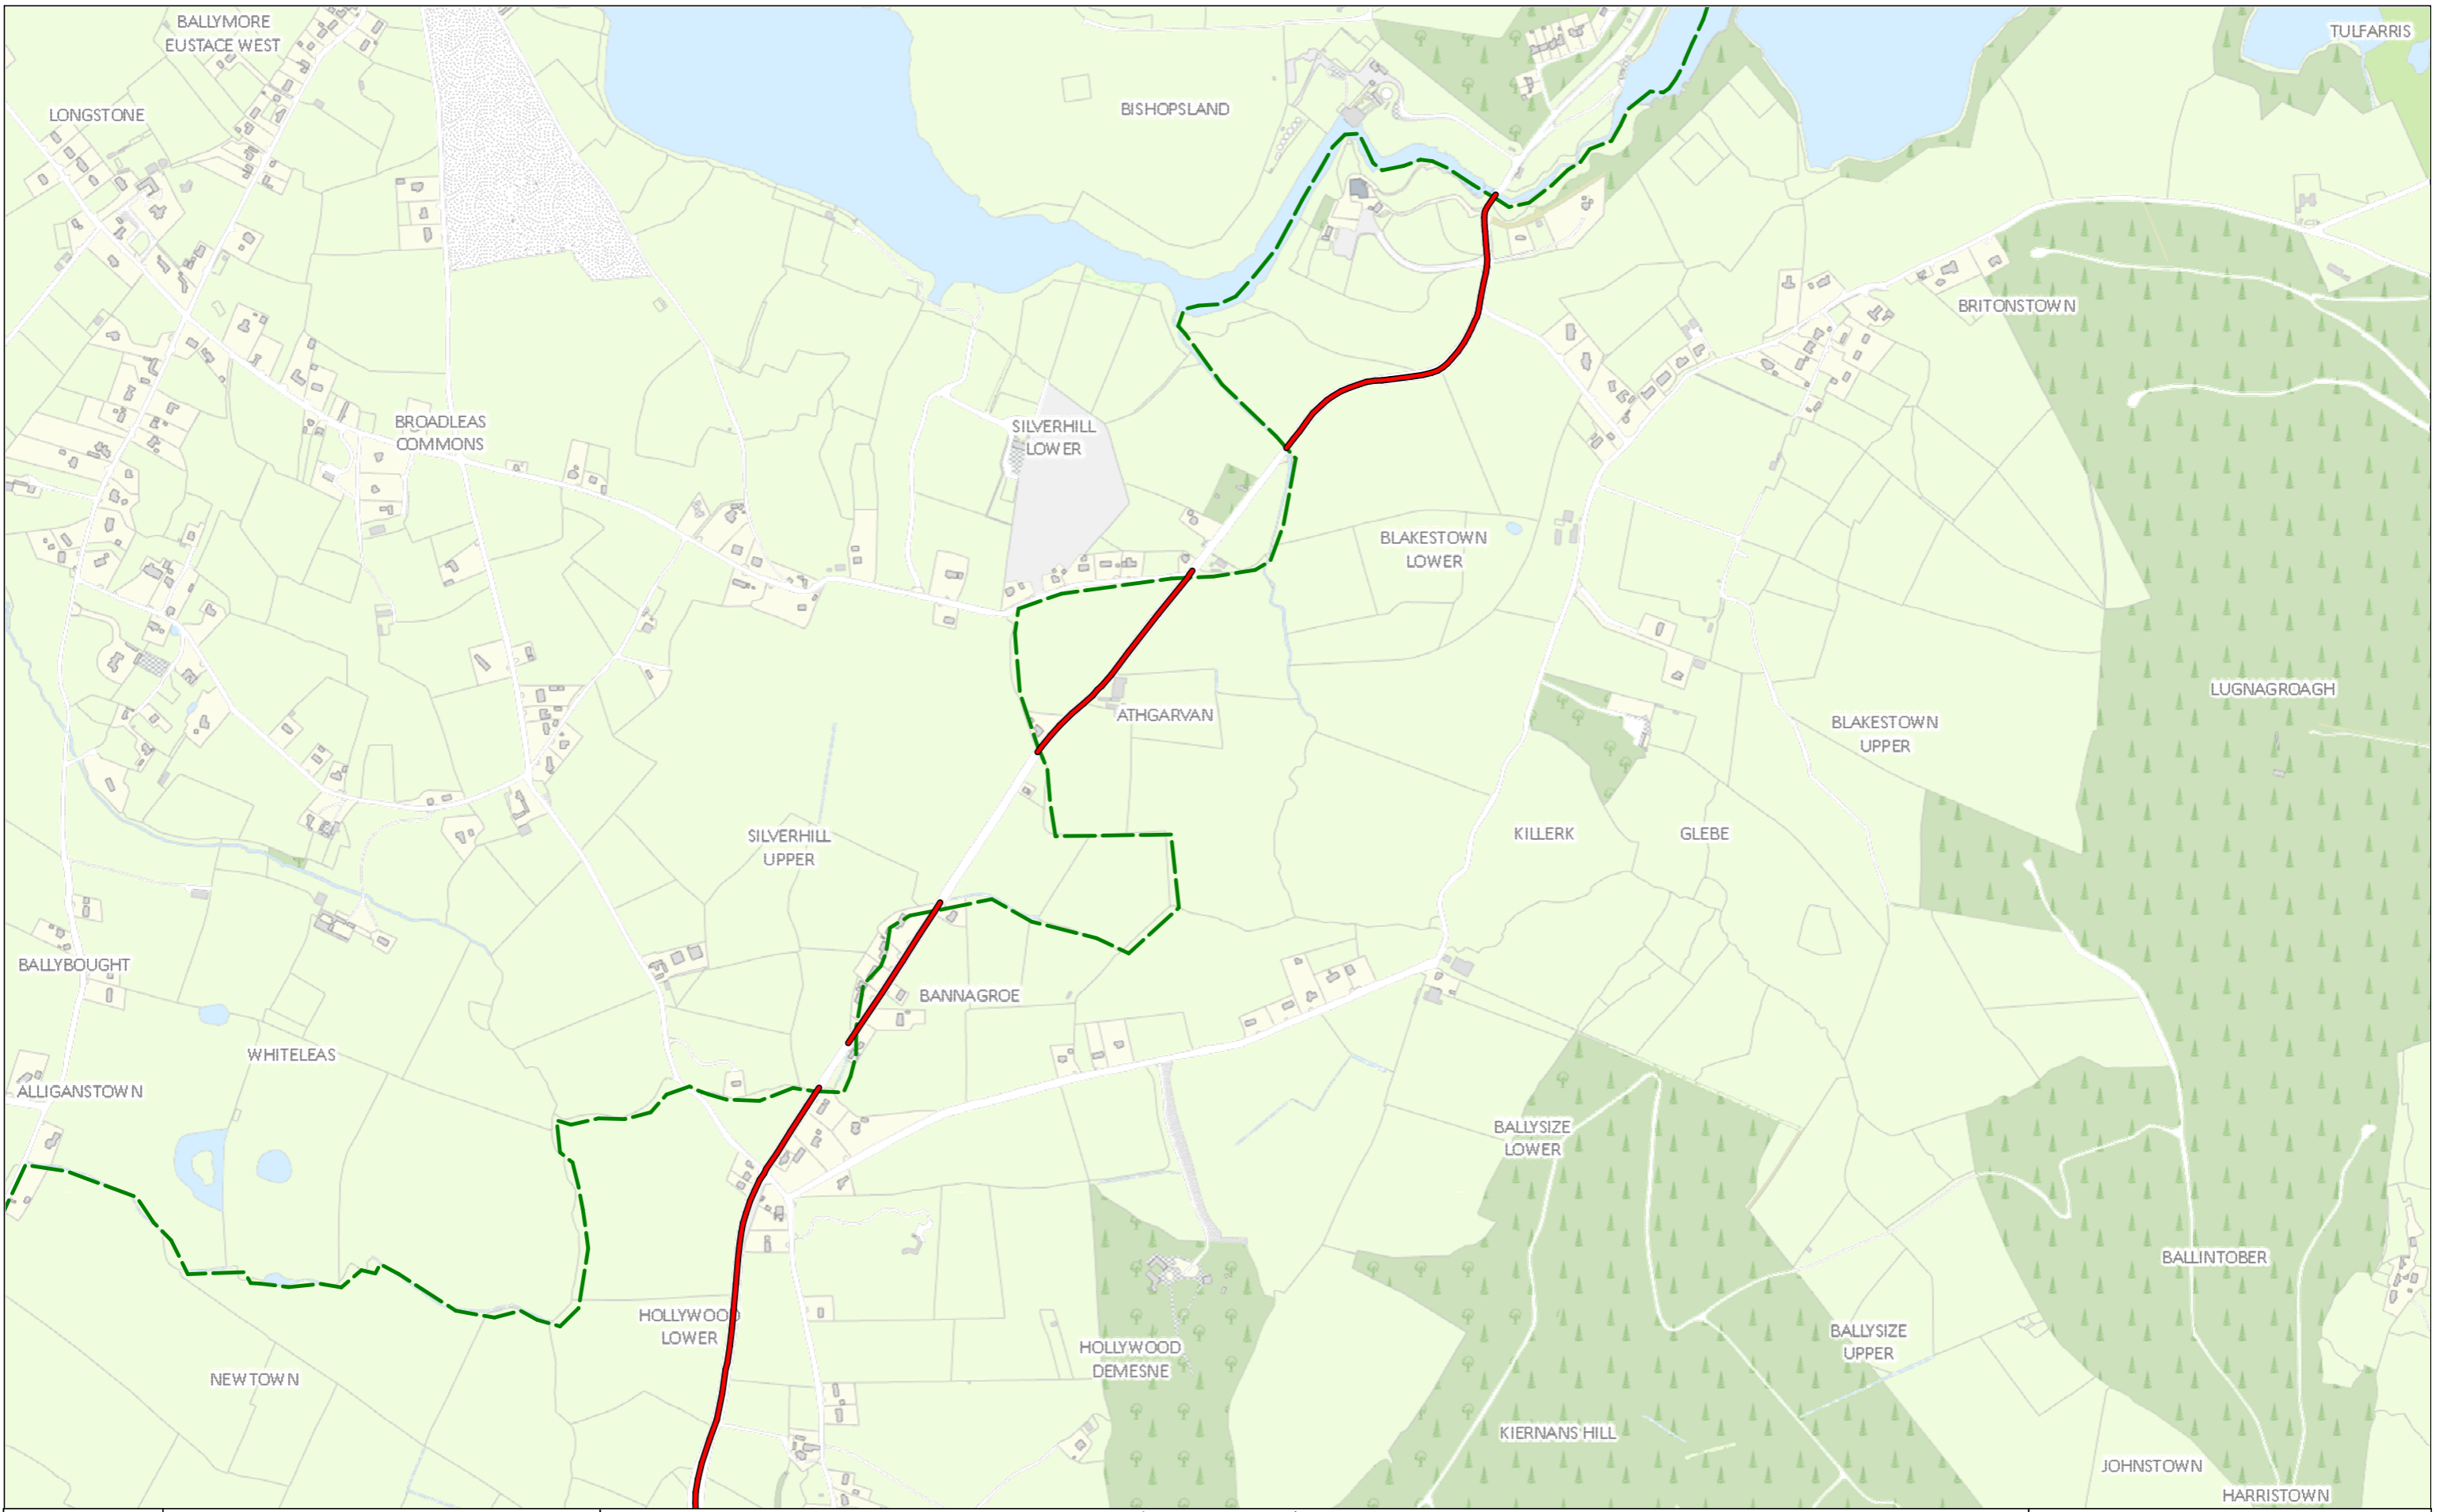 BALLYMORE
EUSTACE WEST
TULFARRIS
LONGSTONE
BISHOPSLAND
BRITONSTOWN
BROADLEAS
COMMONS
SILVERHILL
LOWER
BLAKESTOWN
LOWER
LUGNAGROAGH
ATHGARVAN
BLAKESTOWN
UPPER
SILVERHILL
UPPER
KILLERK
GLEBE
BALLYBOUGHT
BANNAGROE
WHITELEAS
ALLIGANSTOWN
BALLYSIZE
LOWER
BALLINTOBER
HOLLYWOOD
LOWER
HOLLYWOOD
DEMESNE
BALLYSIZE
UPPER
NEWTOWN
KIERNANS HILL
JOHNSTOWN
HARRISTOWN